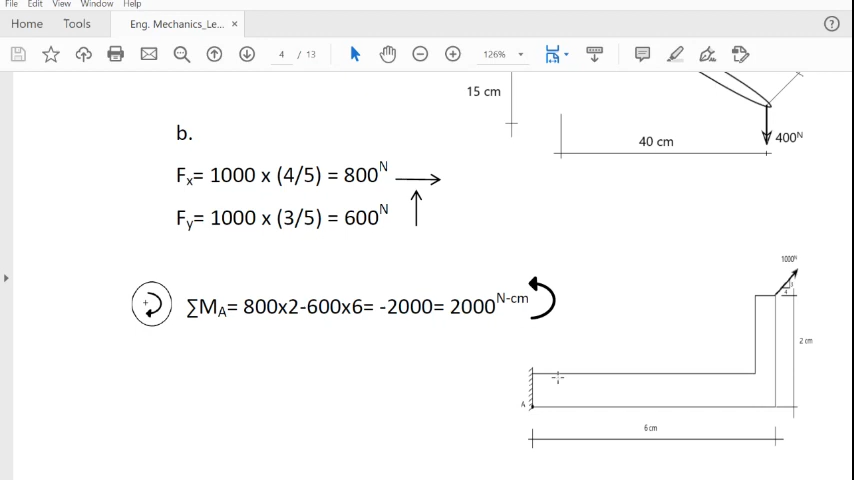 File Edit View Window Help
Home Tools Eng. Mechanics_Le... ×
4 / 13 126%
15 cm
40 cm
400ᴺ
b.
Fx= 1000 x (4/5) = 800ᴺ
Fy= 1000 x (3/5) = 600ᴺ
+ ∑MA= 800x2-600x6= -2000= 2000ᴺ⁻ᶜᵐ
1000ᴺ
3
4
2 cm
A
6 cm